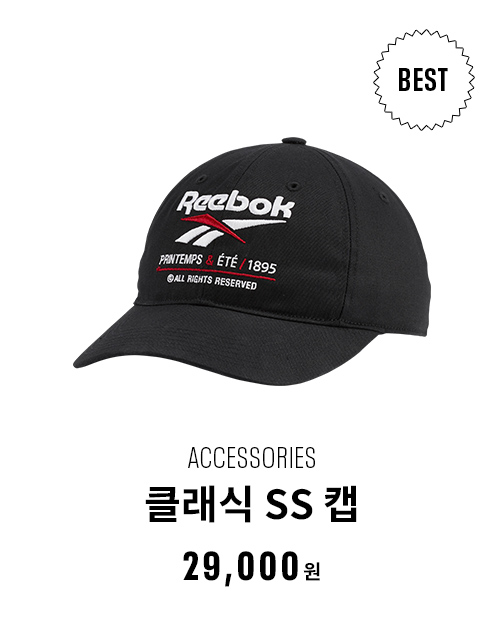 BEST
Reebok
PRINTEMPS & ÉTÉ / 1895
©ALL RIGHTS RESERVED
ACCESSORIES
클래식 SS 캡
29,000원